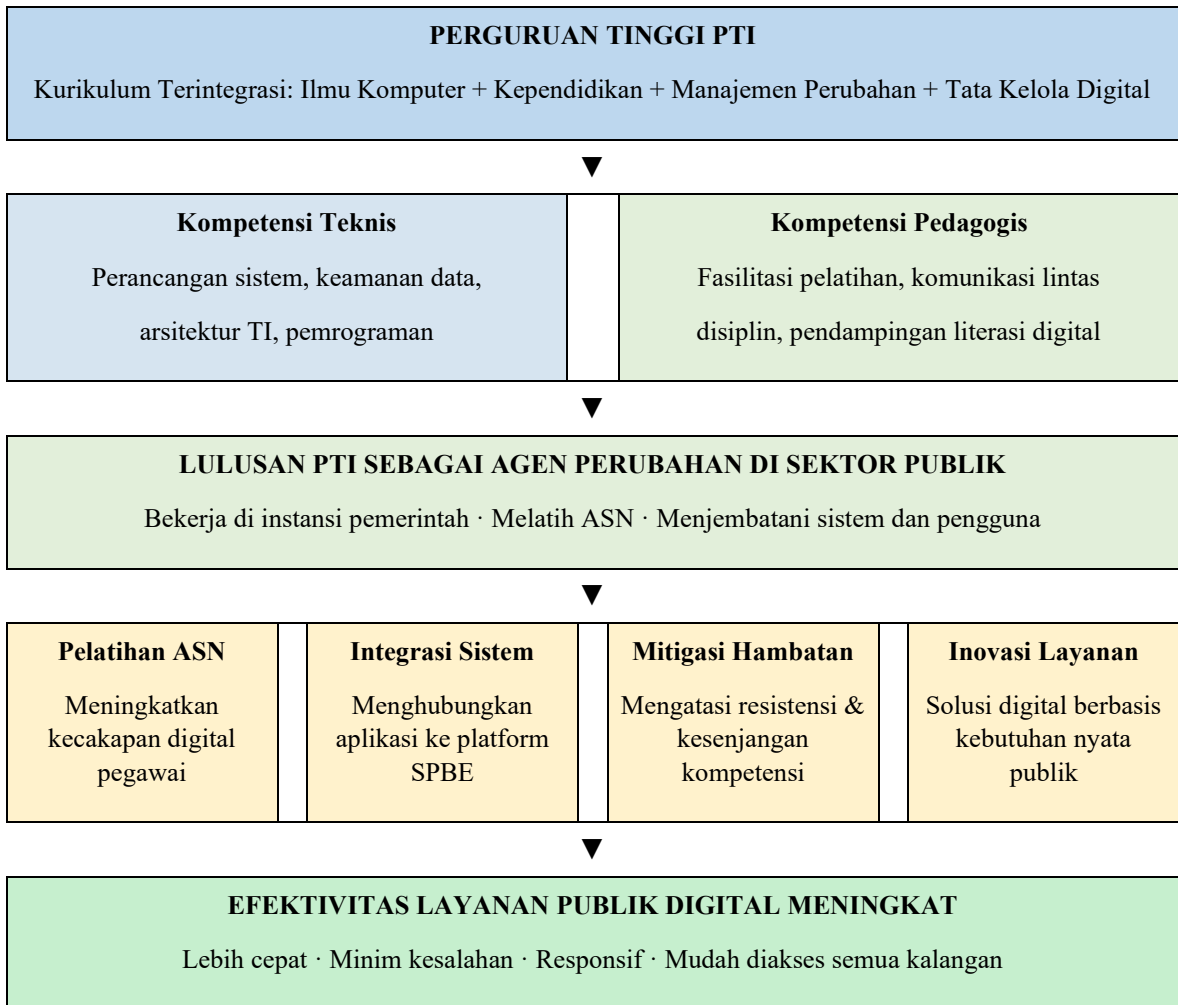 PERGURUAN TINGGI PTI
Kurikulum Terintegrasi: Ilmu Komputer + Kependidikan + Manajemen Perubahan + Tata Kelola Digital
▼
Kompetensi Teknis
Perancangan sistem, keamanan data,
arsitektur TI, pemrograman
Kompetensi Pedagogis
Fasilitasi pelatihan, komunikasi lintas
disiplin, pendampingan literasi digital
▼
LULUSAN PTI SEBAGAI AGEN PERUBAHAN DI SEKTOR PUBLIK
Bekerja di instansi pemerintah · Melatih ASN · Menjembatani sistem dan pengguna
▼
Pelatihan ASN
Meningkatkan
kecakapan digital
pegawai
Integrasi Sistem
Menghubungkan
aplikasi ke platform
SPBE
Mitigasi Hambatan
Mengatasi resistensi &
kesenjangan
kompetensi
Inovasi Layanan
Solusi digital berbasis
kebutuhan nyata
publik
▼
EFEKTIVITAS LAYANAN PUBLIK DIGITAL MENINGKAT
Lebih cepat · Minim kesalahan · Responsif · Mudah diakses semua kalangan